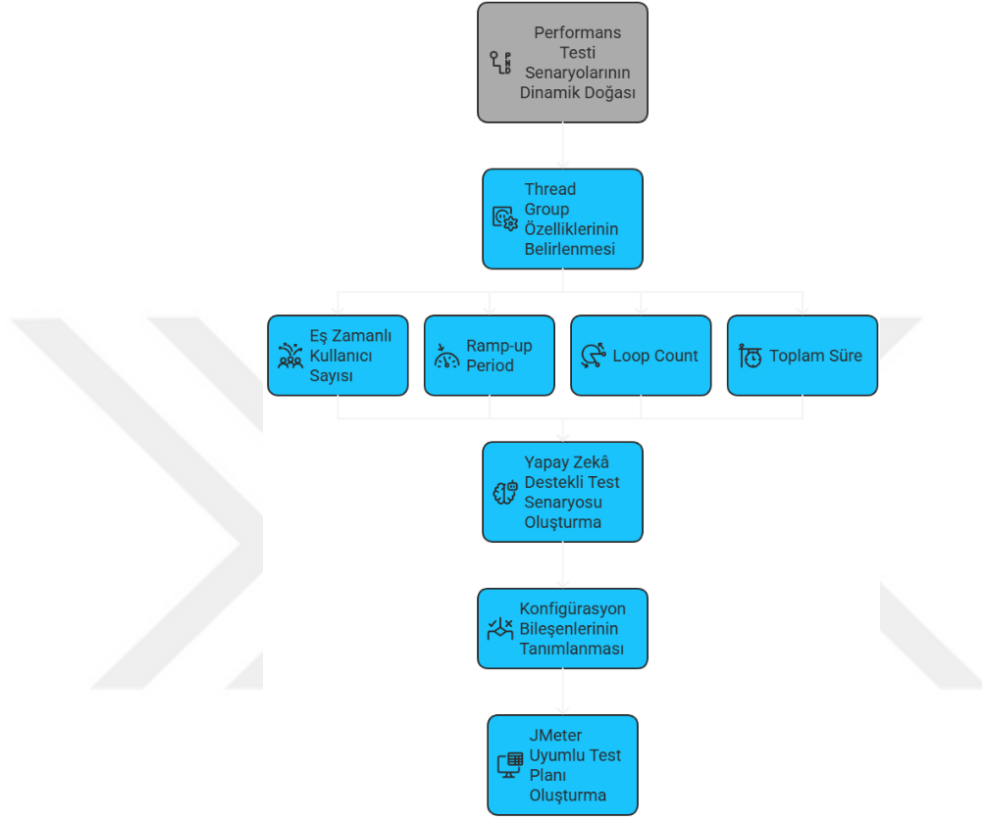 Performans
Testi
Senaryolarının
Dinamik Doğası
Thread
Group
Özelliklerinin
Belirlenmesi
Eş Zamanlı
Kullanıcı
Sayısı
Ramp-up
Period
Loop Count
Toplam Süre
Yapay Zekâ
Destekli Test
Senaryosu
Oluşturma
Konfigürasyon
Bileşenlerinin
Tanımlanması
JMeter
Uyumlu Test
Planı
Oluşturma